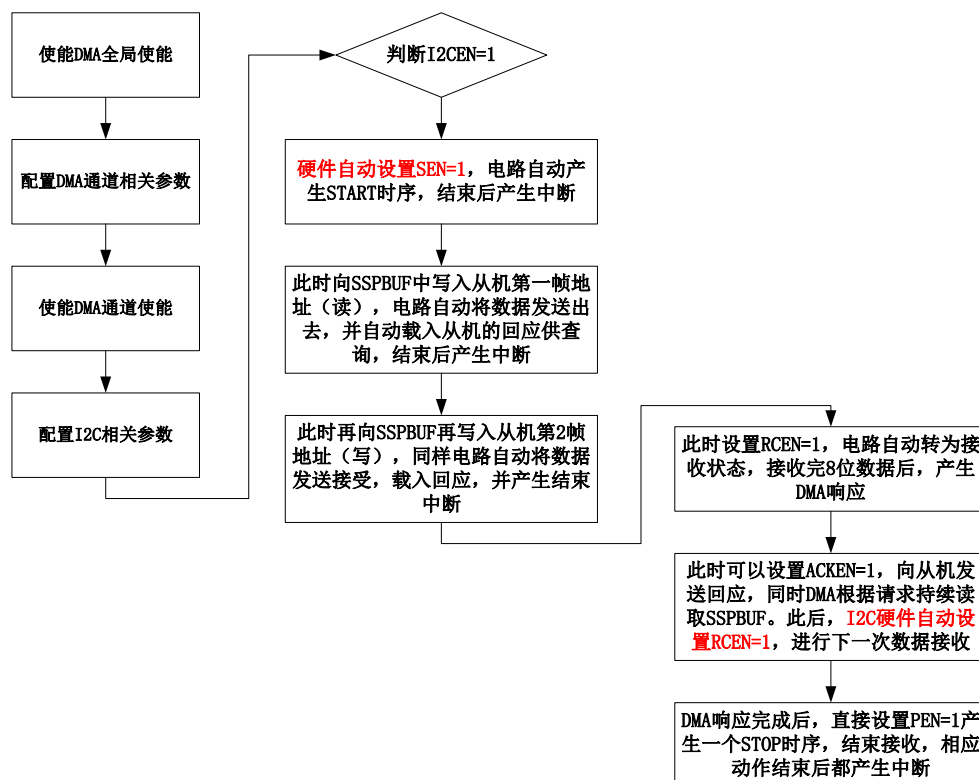 使能DMA全局使能
配置DMA通道相关参数
使能DMA通道使能
配置I2C相关参数
判断I2CEN=1
硬件自动设置SEN=1，电路自动产
生START时序，结束后产生中断
此时向SSPBUF中写入从机第一帧地
址（读），电路自动将数据发送出
去，并自动载入从机的回应供查
询，结束后产生中断
此时再向SSPBUF再写入从机第2帧
地址（写），同样电路自动将数据
发送接受，载入回应，并产生结束
中断
此时设置RCEN=1，电路自动转为接
收状态，接收完8位数据后，产生
DMA响应
此时可以设置ACKEN=1，向从机发
送回应，同时DMA根据请求持续读
取SSPBUF。此后，I2C硬件自动设
置RCEN=1，进行下一次数据接收
DMA响应完成后，直接设置PEN=1产
生一个STOP时序，结束接收，相应
动作结束后都产生中断